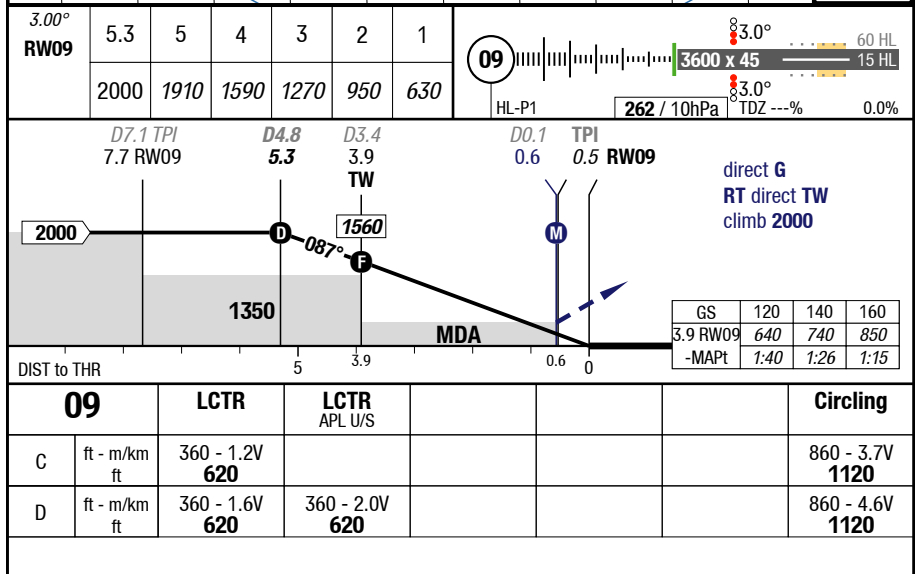 3.00°
RW09
5.3 5 4 3 2 1
2000 1910 1590 1270 950 630
09
3.0°
60 HL
3600 x 45
15 HL
3.0°
HL-P1
262 / 10hPa
TDZ ---%
0.0%
D7.1 TPI D4.8 D3.4 D0.1 TPI
7.7 RW09 5.3 3.9 0.6 0.5 RW09
TW
direct G
RT direct TW
climb 2000
2000
D
087°
1560
F
M
1350
MDA
GS 120 140 160
3.9 RW09 640 740 850
-MAPt 1:40 1:26 1:15
DIST to THR
5 3.9 0.6 0
09 LCTR LCTR Circling
APL U/S
C ft - m/km 360 - 1.2V 860 - 3.7V
ft 620 1120
D ft - m/km 360 - 1.6V 360 - 2.0V 860 - 4.6V
ft 620 620 1120